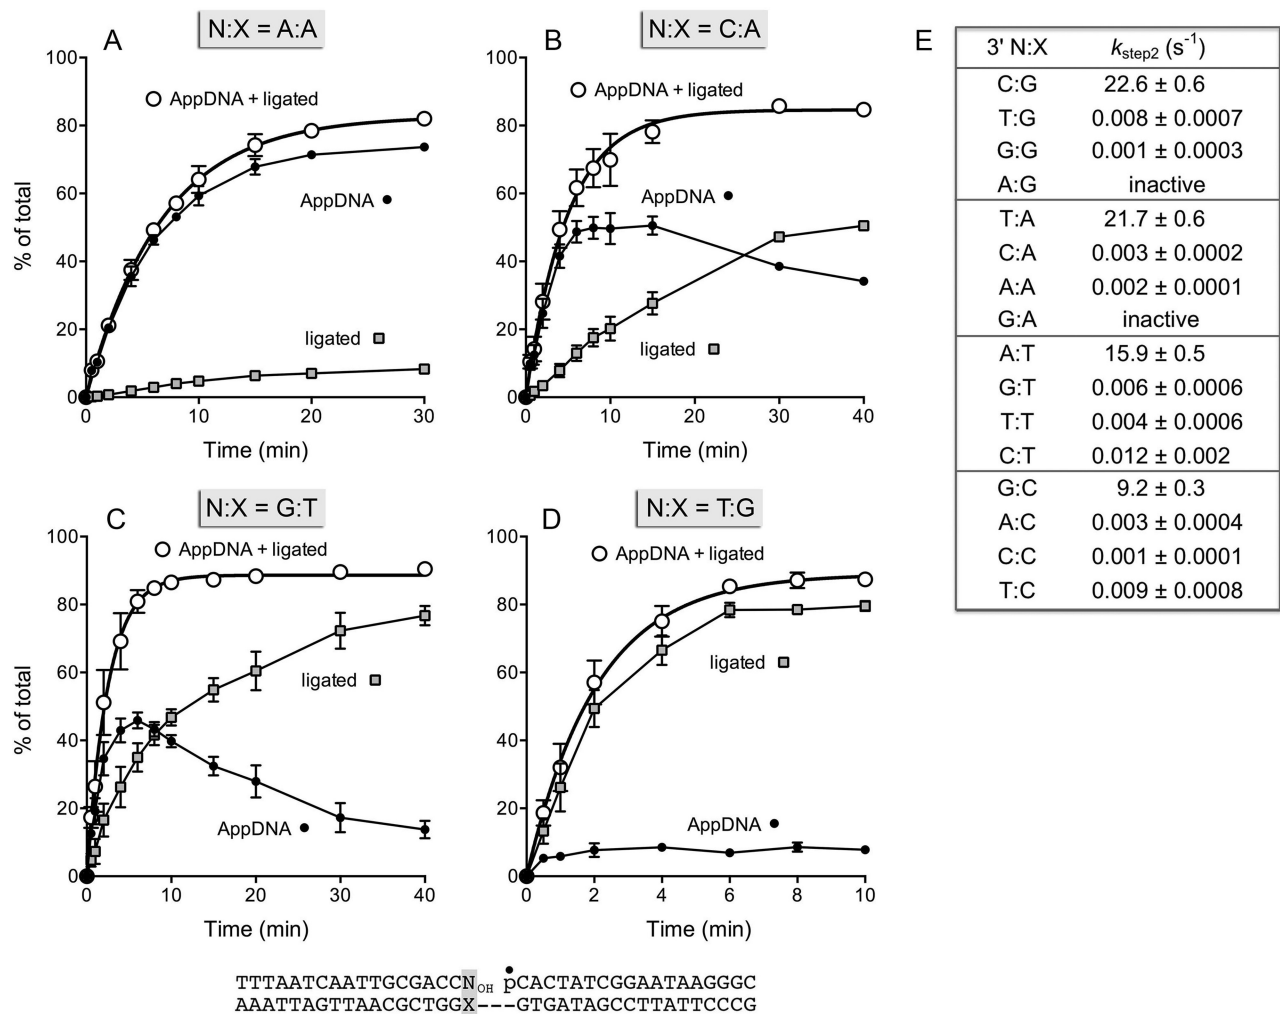 A
N:X = A:A
% of total
100
80
60
40
20
0
AppDNA + ligated
AppDNA
ligated
0 10 20 30
Time (min)
B
N:X = C:A
100
80
60
40
20
0
AppDNA + ligated
AppDNA
ligated
0 10 20 30 40
Time (min)
C
N:X = G:T
% of total
100
80
60
40
20
0
AppDNA + ligated
ligated
AppDNA
0 10 20 30 40
Time (min)
D
N:X = T:G
100
80
60
40
20
0
AppDNA + ligated
ligated
AppDNA
0 2 4 6 8 10
Time (min)
E
3' N:X kstep2 (s-1)
C:G 22.6 ± 0.6
T:G 0.008 ± 0.0007
G:G 0.001 ± 0.0003
A:G inactive
T:A 21.7 ± 0.6
C:A 0.003 ± 0.0002
A:A 0.002 ± 0.0001
G:A inactive
A:T 15.9 ± 0.5
G:T 0.006 ± 0.0006
T:T 0.004 ± 0.0006
C:T 0.012 ± 0.002
G:C 9.2 ± 0.3
A:C 0.003 ± 0.0004
C:C 0.001 ± 0.0001
T:C 0.009 ± 0.0008
TTTAATCAATTGCGACCNOH pCACTATCGGAATAAGGGC
AAATTAGTTAACGCTGGX---GTGATAGCCTTATTCCCG